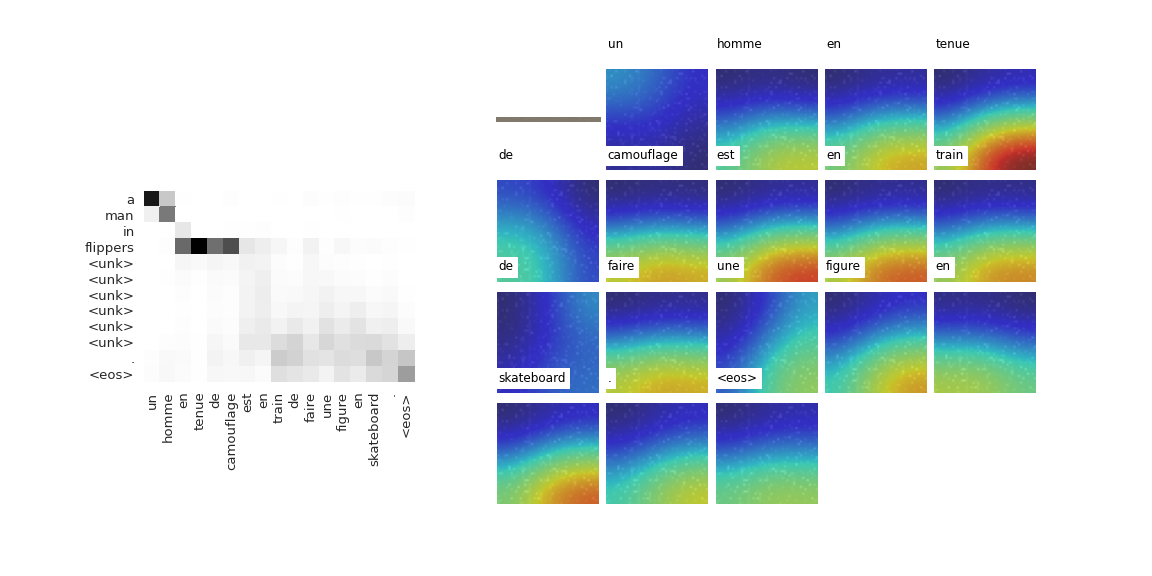 a
man
in
flippers
<unk>
<unk>
<unk>
<unk>
<unk>
<unk>
.
<eos>
un homme en tenue de camouflage est en train de faire une figure en skateboard . <eos>
un homme en tenue
de camouflage est en train
de faire une figure en
skateboard . <eos>